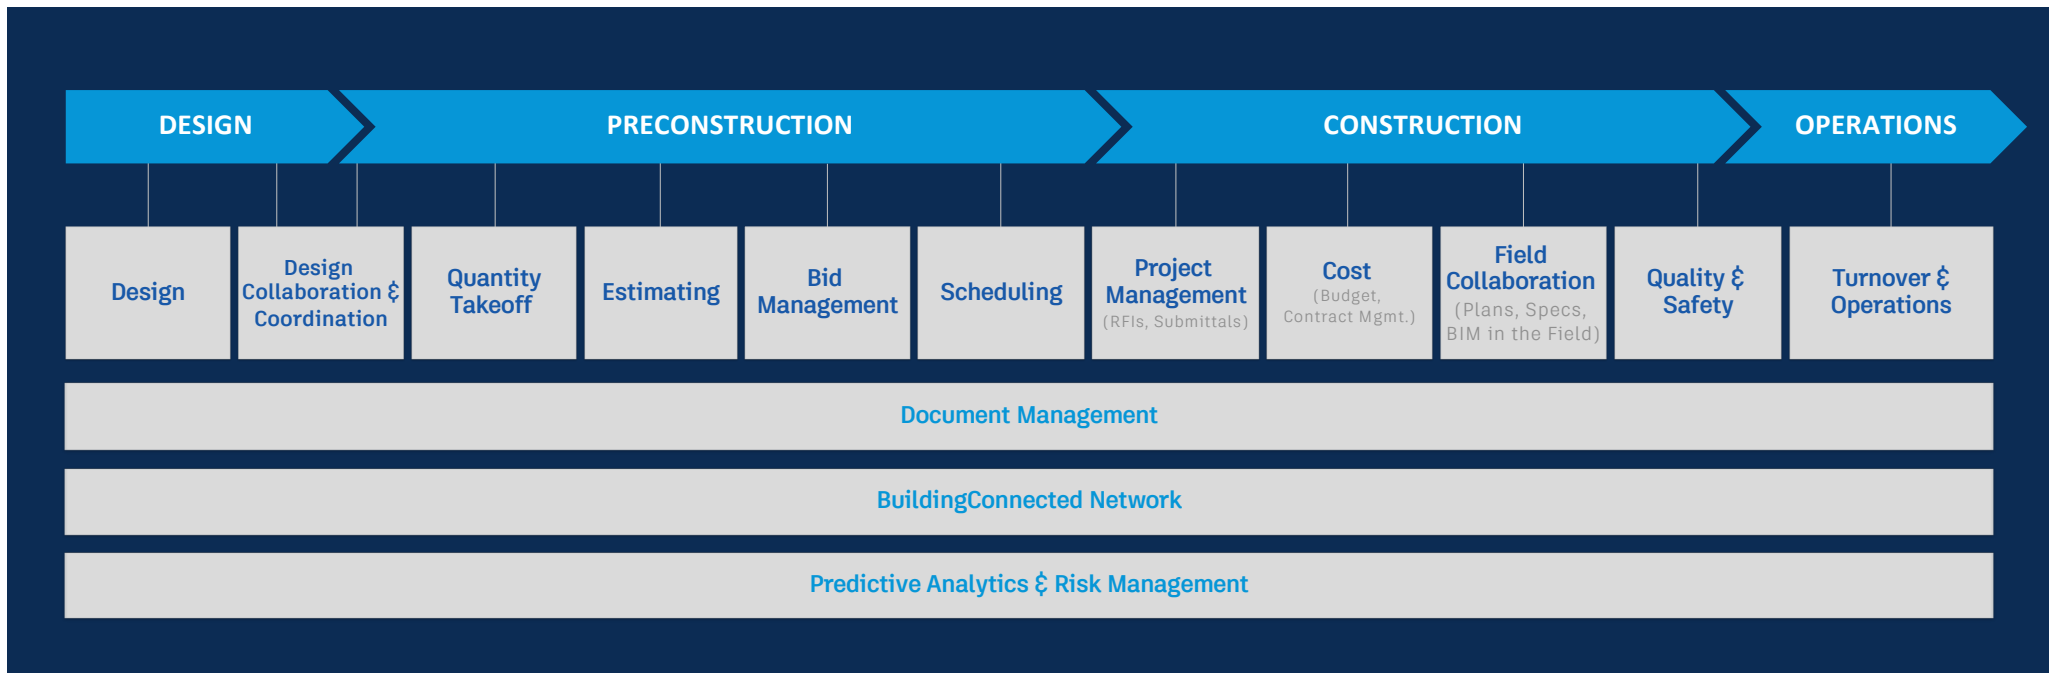 DESIGN
PRECONSTRUCTION
CONSTRUCTION
OPERATIONS
Design
Design
Collaboration &
Coordination
Quantity
Takeoff
Estimating
Bid
Management
Scheduling
Project
Management
(RFIs, Submittals)
Cost
(Budget,
Contract Mgmt.)
Field
Collaboration
(Plans, Specs,
BIM in the Field)
Quality &
Safety
Turnover &
Operations
Document Management
BuildingConnected Network
Predictive Analytics & Risk Management